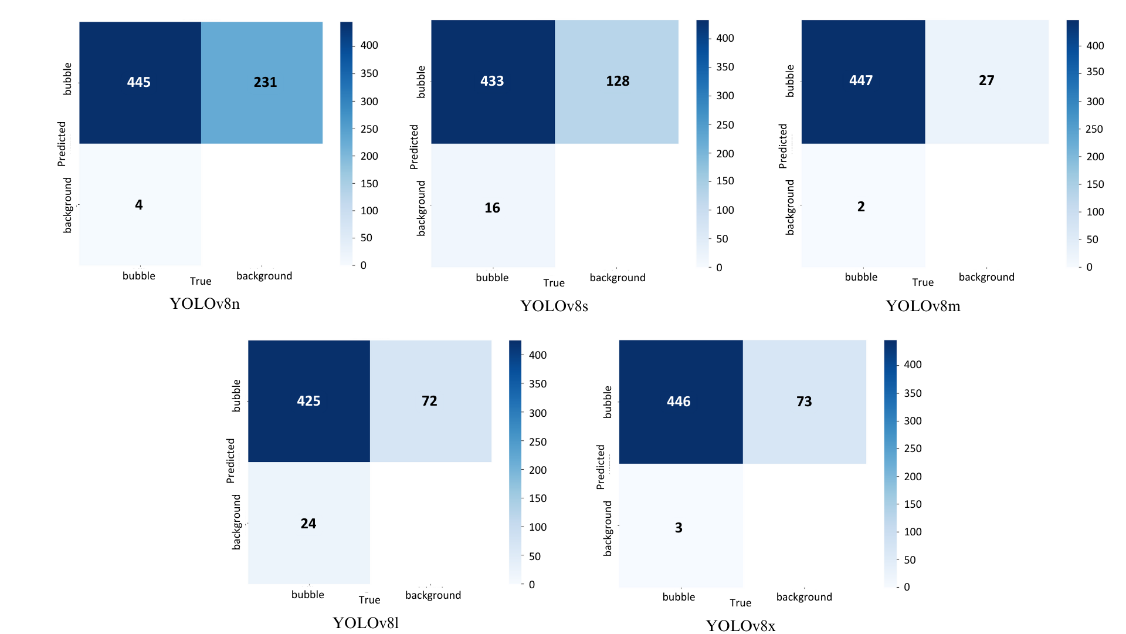 bubble
445
231
Predicted
background
4
bubble
background
True
400
350
300
250
200
150
100
50
0
YOLOv8n
bubble
433
128
Predicted
background
16
bubble
background
True
400
350
300
250
200
150
100
50
0
YOLOv8s
bubble
447
27
Predicted
background
2
bubble
background
True
400
350
300
250
200
150
100
50
0
YOLOv8m
bubble
425
72
Predicted
background
24
bubble
background
True
400
350
300
250
200
150
100
50
0
YOLOv8l
bubble
446
73
Predicted
background
3
bubble
background
True
400
350
300
250
200
150
100
50
0
YOLOv8x